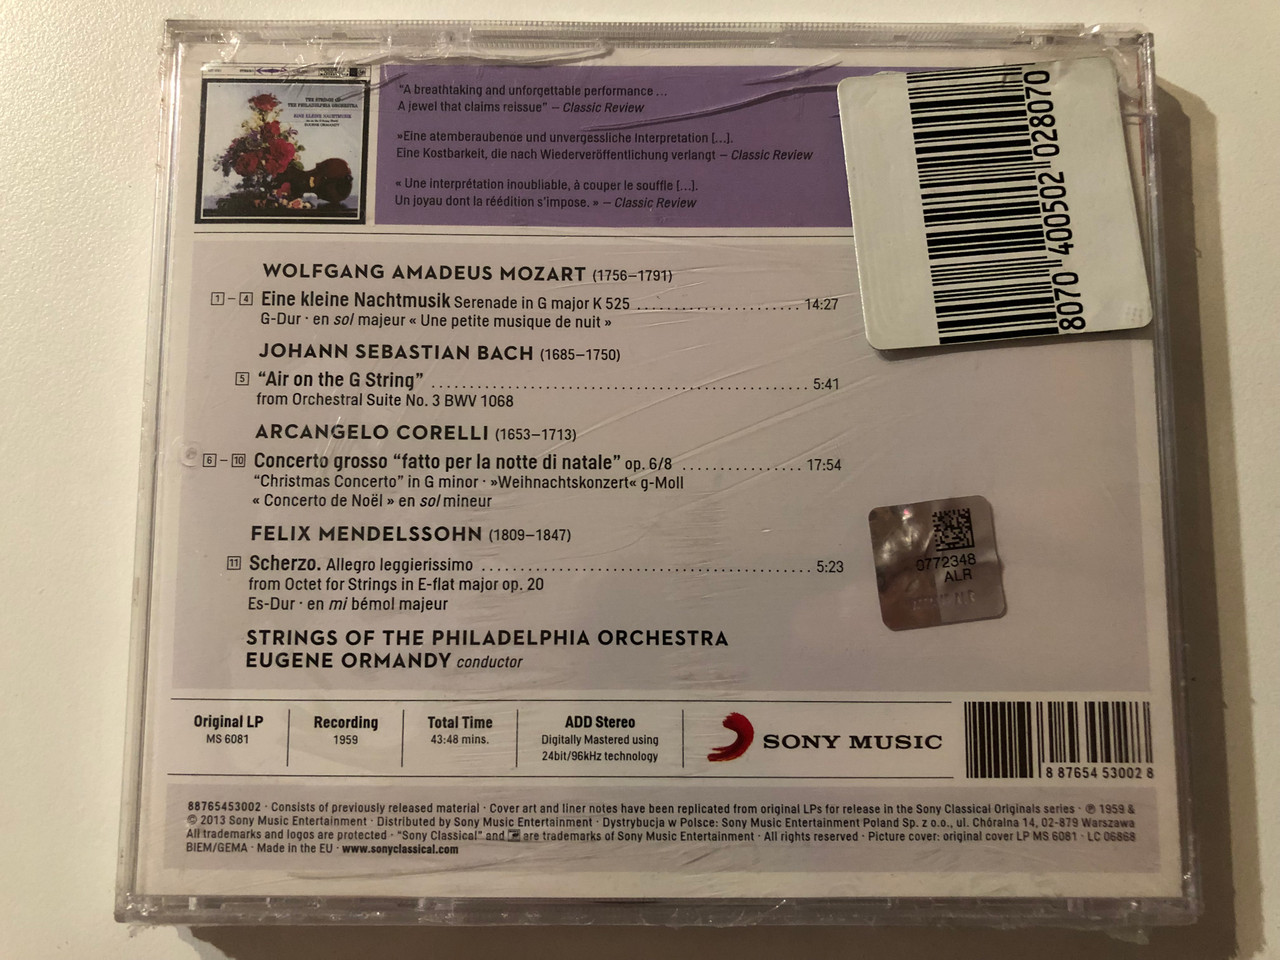 THE STRINGS OF
THE PHILADELPHIA ORCHESTRA
EINE KLEINE NACHTMUSIK
EUGENE ORMANDY
“A breathtaking and unforgettable performance …
A jewel that claims reissue” – Classic Review
»Eine atemberaubende und unvergessliche Interpretation […].
Eine Kostbarkeit, die nach Wiederveröffentlichung verlangt – Classic Review
« Une interprétation inoubliable, à couper le souffle […].
Un joyau dont la réédition s’impose. » – Classic Review
8070 400502 028070
WOLFGANG AMADEUS MOZART (1756–1791)
1 – 4 Eine kleine Nachtmusik Serenade in G major K 525 .................... 14:27
G-Dur · en sol majeur « Une petite musique de nuit »
JOHANN SEBASTIAN BACH (1685–1750)
5 “Air on the G String” .................... 5:41
from Orchestral Suite No. 3 BWV 1068
ARCANGELO CORELLI (1653–1713)
6 – 10 Concerto grosso “fatto per la notte di natale” op. 6/8 .................... 17:54
“Christmas Concerto” in G minor · »Weihnachtskonzert« g-Moll
« Concerto de Noël » en sol mineur
FELIX MENDELSSOHN (1809–1847)
11 Scherzo. Allegro leggierissimo .................... 5:23
from Octet for Strings in E-flat major op. 20
Es-Dur · en mi bémol majeur
0772348
ALR
STRINGS OF THE PHILADELPHIA ORCHESTRA
EUGENE ORMANDY conductor
Original LP
MS 6081
Recording
1959
Total Time
43:48 mins.
ADD Stereo
Digitally Mastered using
24bit/96kHz technology
SONY MUSIC
8 87654 53002 8
88765453002 · Consists of previously released material · Cover art and liner notes have been replicated from original LPs for release in the Sony Classical Originals series · ℗ 1959 &
© 2013 Sony Music Entertainment · Distributed by Sony Music Entertainment · Dystrybucja w Polsce: Sony Music Entertainment Poland Sp. z o.o., ul. Chóralna 14, 02-879 Warszawa
All trademarks and logos are protected · “Sony Classical” and are trademarks of Sony Music Entertainment · All rights reserved · Picture cover: original cover LP MS 6081 · LC 06868
BIEM/GEMA · Made in the EU · www.sonyclassical.com